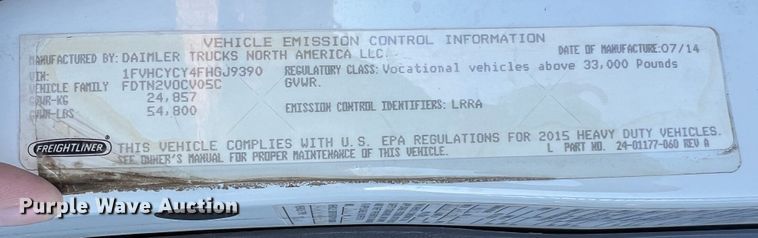 VEHICLE EMISSION CONTROL INFORMATION
MANUFACTURED BY: DAIMLER TRUCKS NORTH AMERICA LLC. DATE OF MANUFACTURE:07/14
VIN: 1FVHCYCY4FHGJ9390 REGULATORY CLASS: Vocational vehicles above 33,000 Pounds
VEHICLE FAMILY FDTN2VOCV05C GVWR.
GVWR-KG 24,857
GVWR-LBS 54,800 EMISSION CONTROL IDENTIFIERS: LRRA
FREIGHTLINER
THIS VEHICLE COMPLIES WITH U.S. EPA REGULATIONS FOR 2015 HEAVY DUTY VEHICLES.
SEE OWNER'S MANUAL FOR PROPER MAINTENANCE OF THIS VEHICLE. L PART NO. 24-01177-060 REV A
Purple Wave Auction